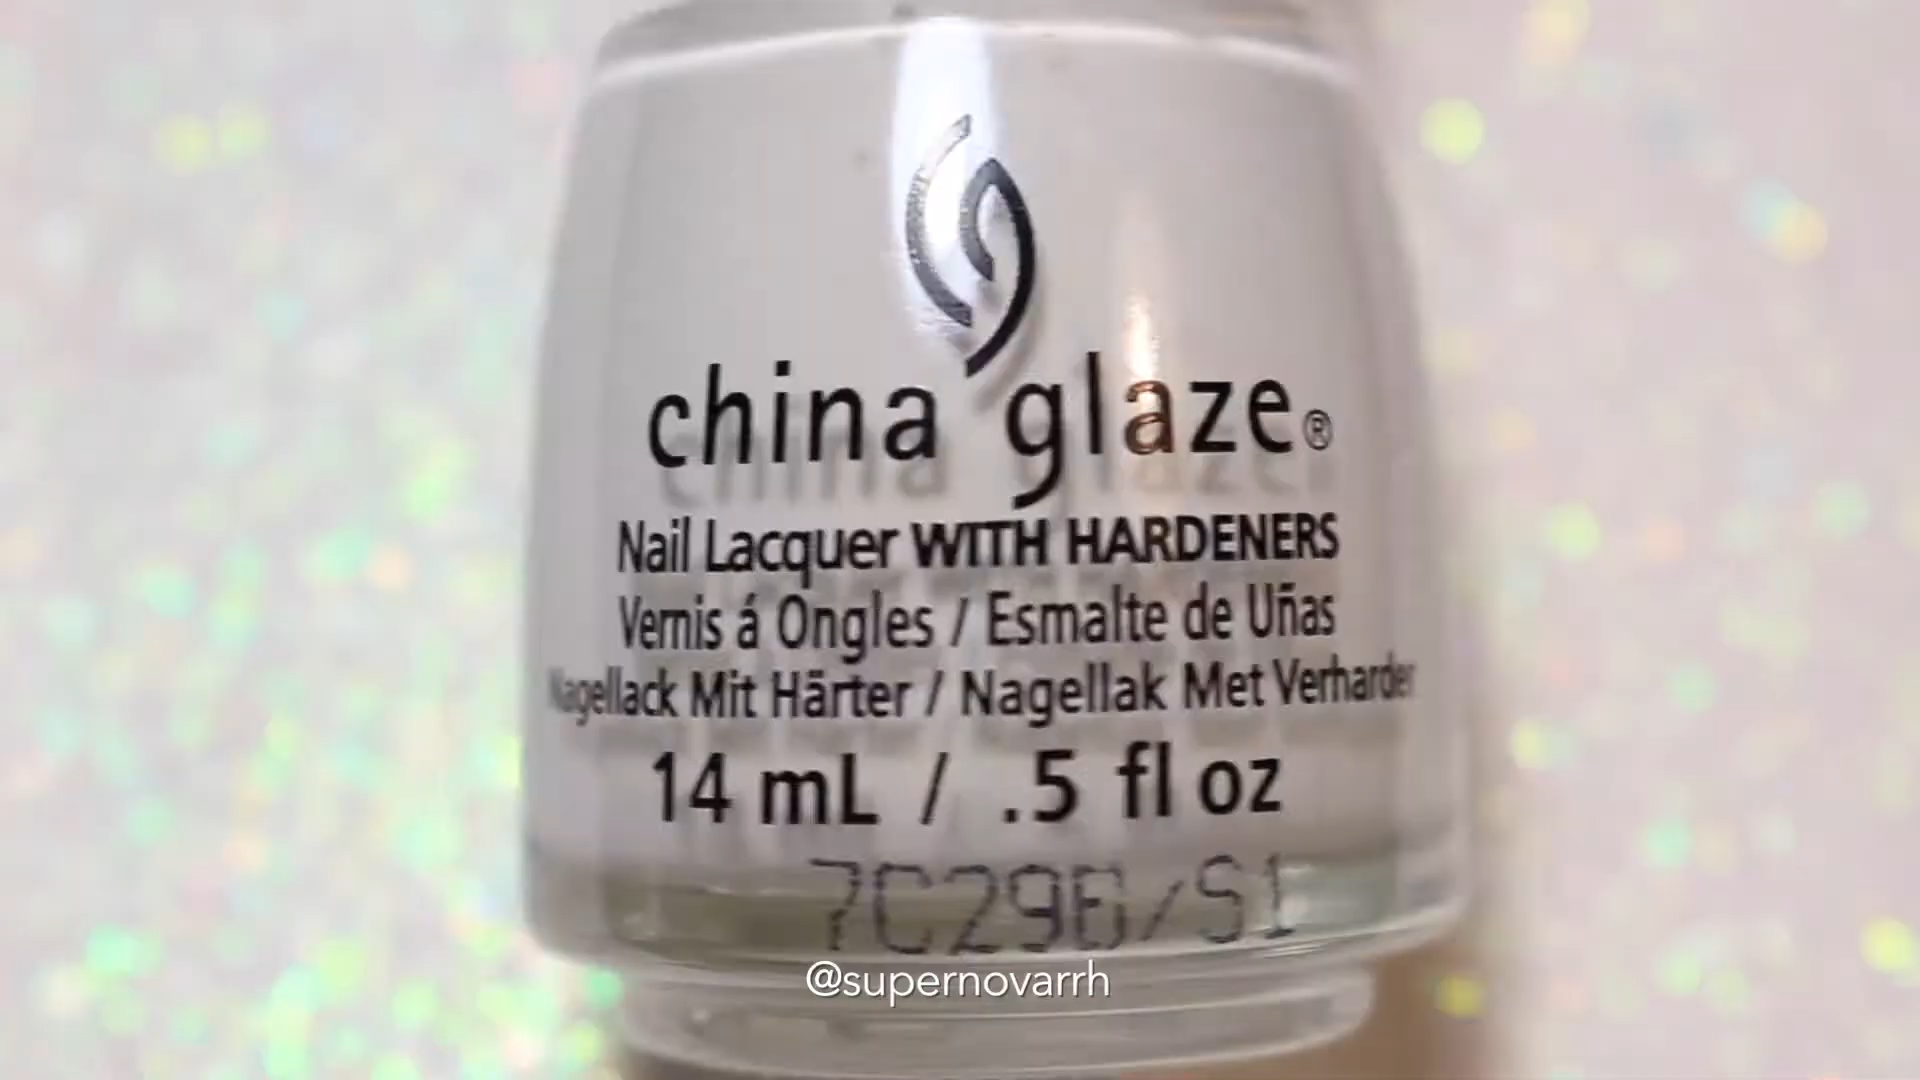 china glaze®
Nail Lacquer WITH HARDENERS
Vernis á Ongles / Esmalte de Uñas
Nagellack Mit Härter / Nagellak Met Verharder
14 mL / .5 fl oz
7C296/S1
@supernovarrh